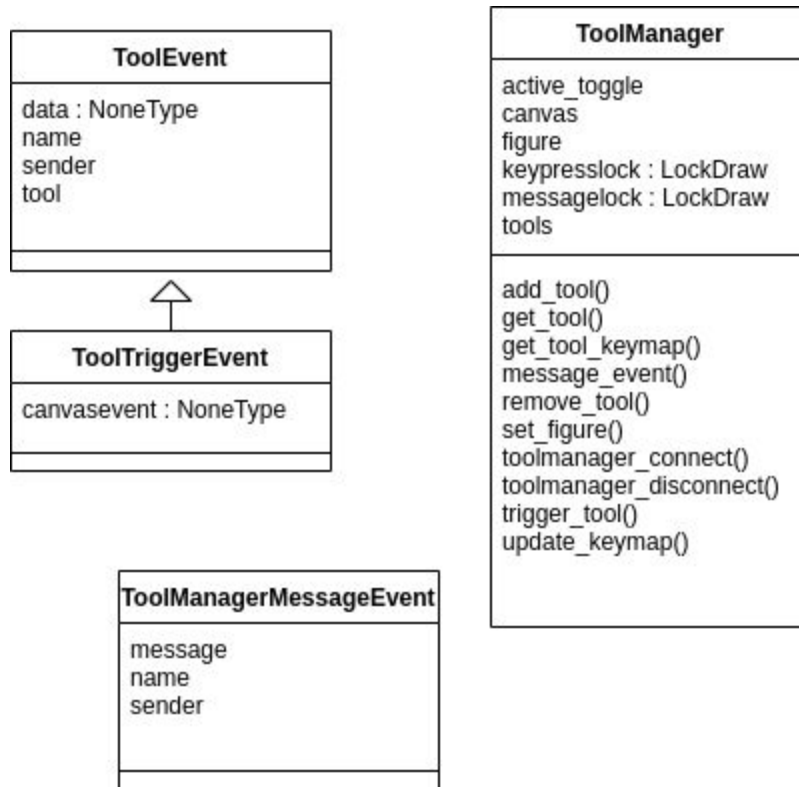 ToolEvent
data : NoneType
name
sender
tool
ToolTriggerEvent
canvasevent : NoneType
ToolManagerMessageEvent
message
name
sender
ToolManager
active_toggle
canvas
figure
keypresslock : LockDraw
messagelock : LockDraw
tools
add_tool()
get_tool()
get_tool_keymap()
message_event()
remove_tool()
set_figure()
toolmanager_connect()
toolmanager_disconnect()
trigger_tool()
update_keymap()